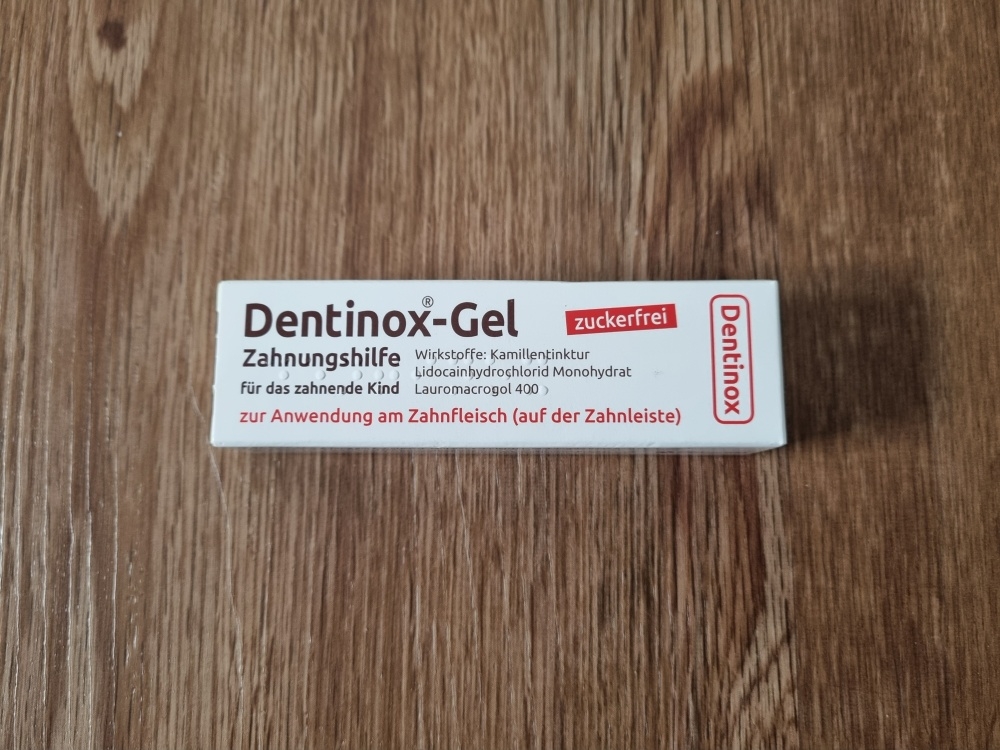 Dentinox®-Gel
zuckerfrei
Zahnungshilfe
für das zahnende Kind
Wirkstoffe: Kamillentinktur
Lidocainhydrochlorid Monohydrat
Lauromacrogol 400
zur Anwendung am Zahnfleisch (auf der Zahnleiste)
Dentinox